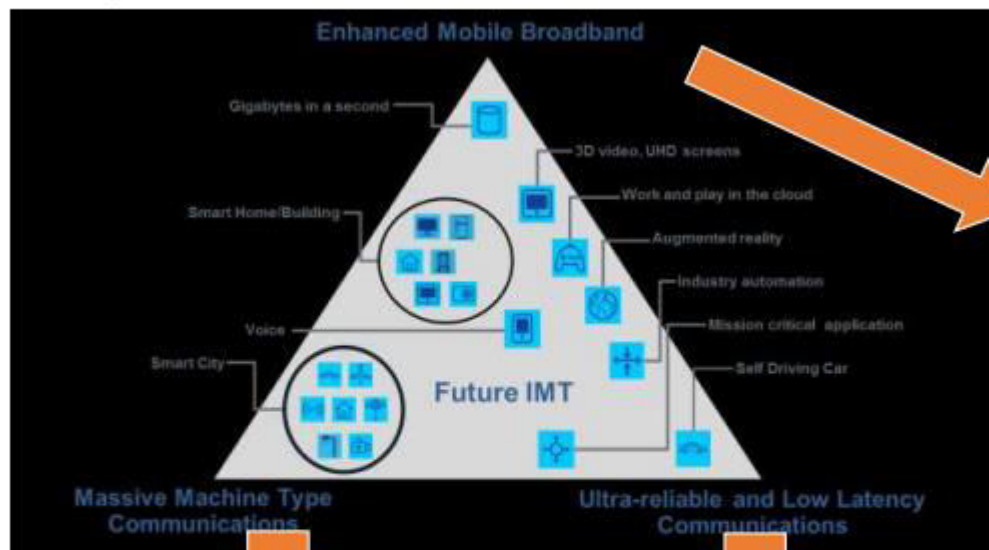 Enhanced Mobile Broadband
Gigabytes in a second
3D video, UHD screens
Work and play in the cloud
Smart Home/Building
Augmented reality
Industry automation
Voice
Mission critical application
Smart City
Self Driving Car
Future IMT
Massive Machine Type
Communications
Ultra-reliable and Low Latency
Communications